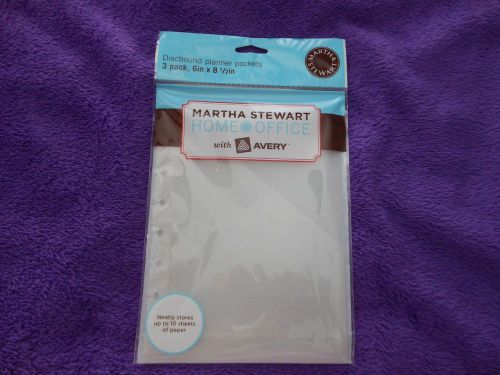 Discbound planner pockets
3 pack, 6in x 8 1/2in
MARTHA
STEWART
MARTHA STEWART
HOME OFFICE
with AVERY™
Neatly stores
up to 10 sheets
of paper